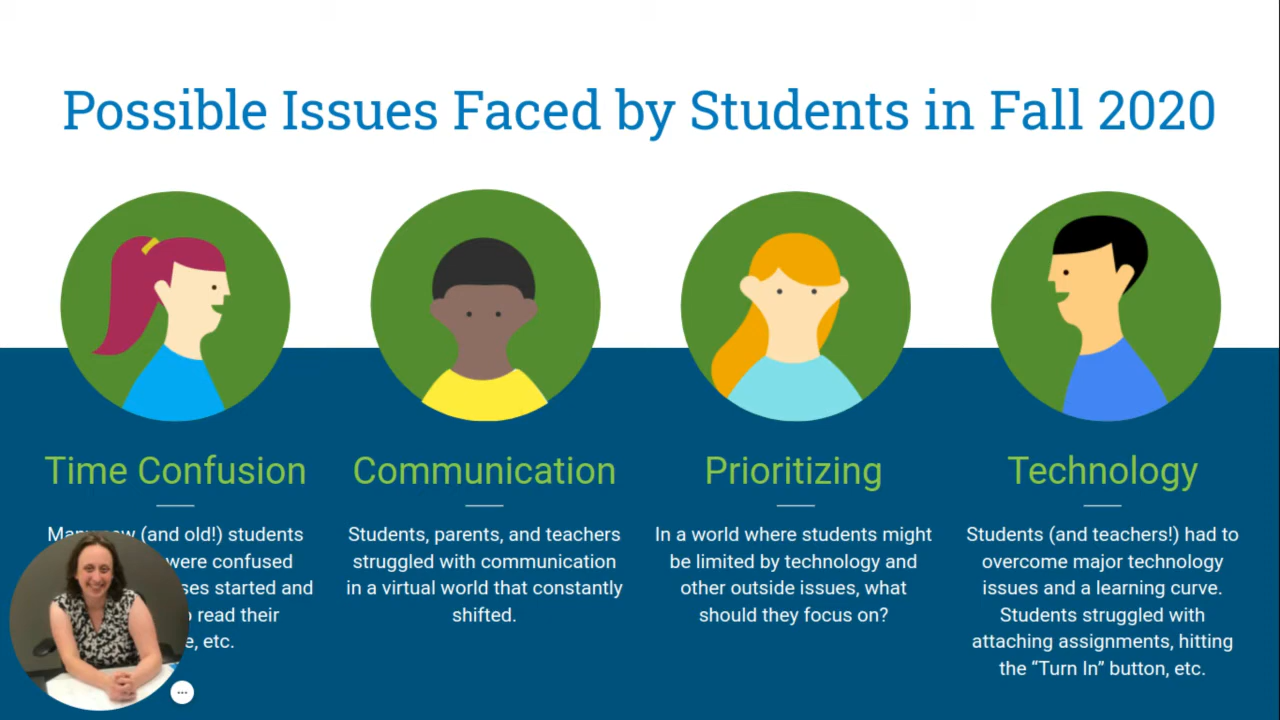 Possible Issues Faced by Students in Fall 2020
Time Confusion
(and old!) students
were confused
started and
read their
etc.
Communication
Students, parents, and teachers
struggled with communication
in a virtual world that constantly
shifted.
Prioritizing
In a world where students might
be limited by technology and
other outside issues, what
should they focus on?
Technology
Students (and teachers!) had to
overcome major technology
issues and a learning curve.
Students struggled with
attaching assignments, hitting
the “Turn In” button, etc.